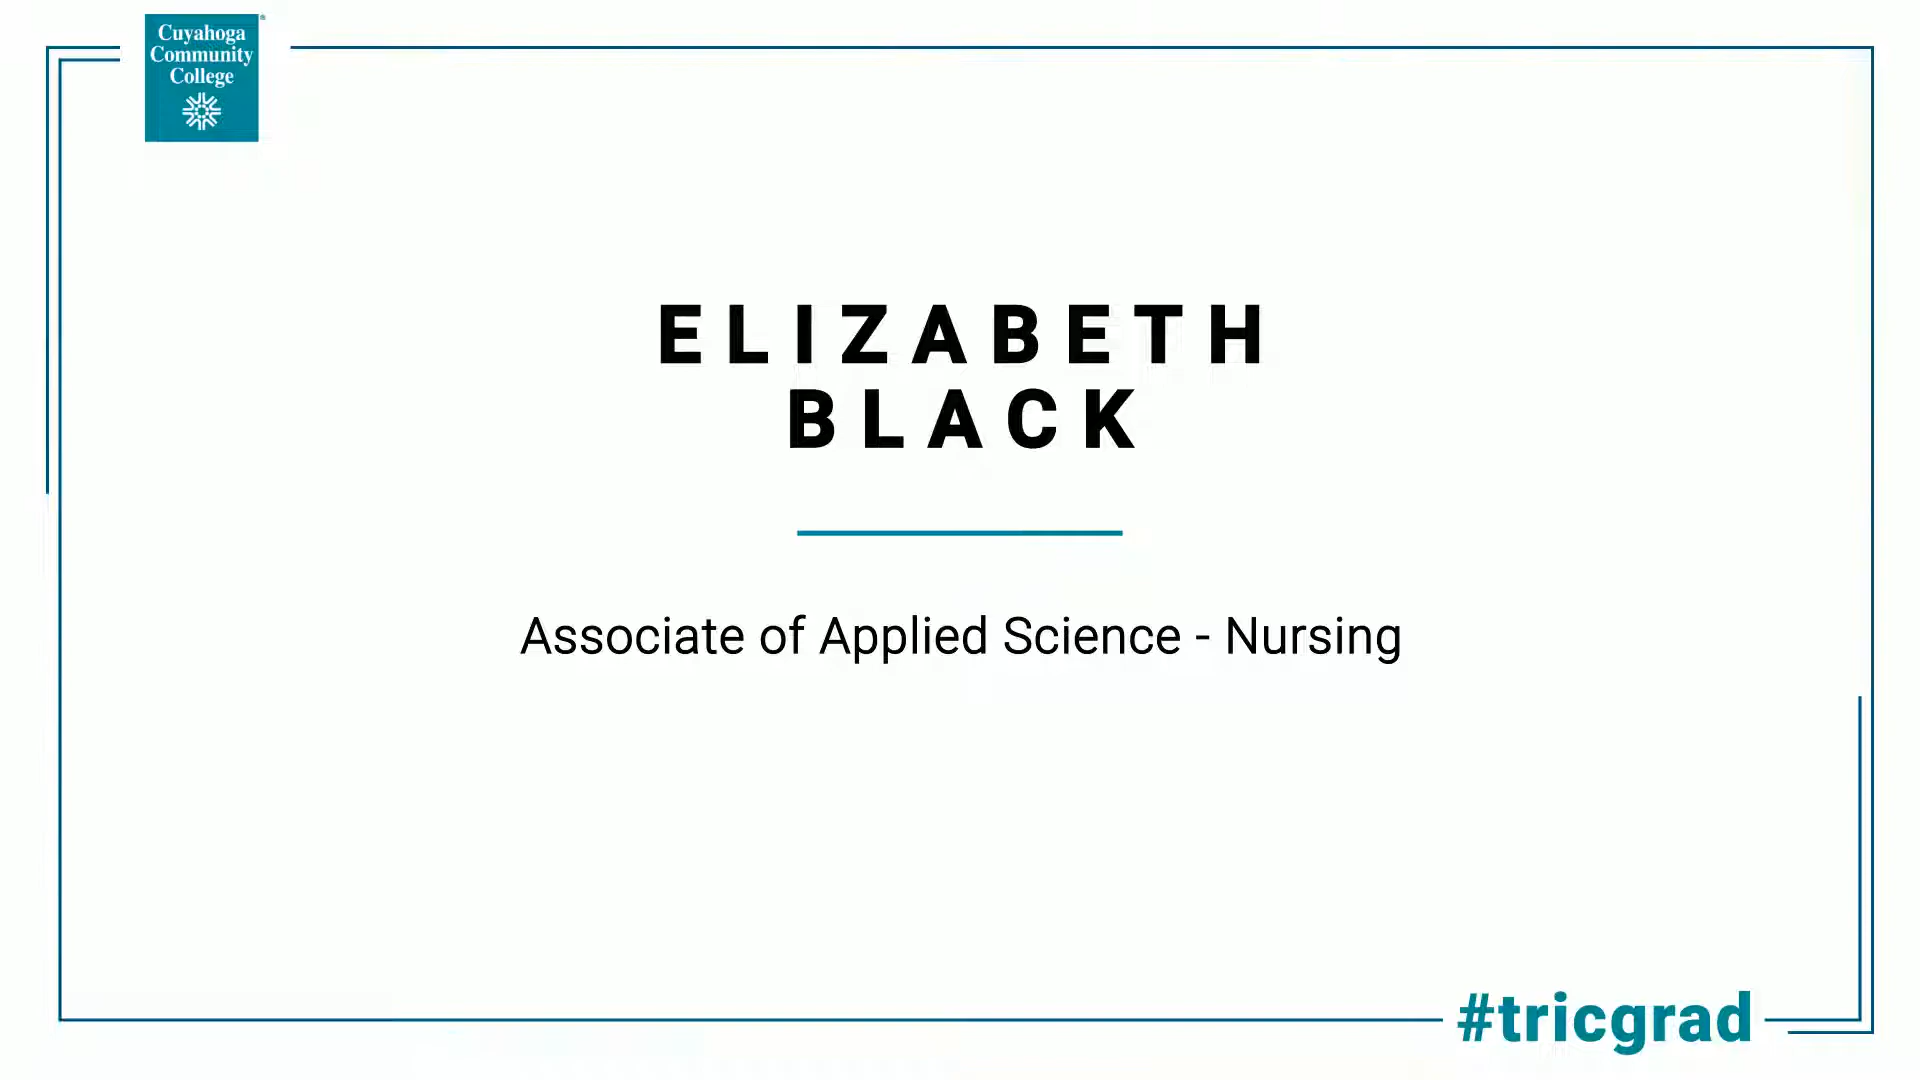 Cuyahoga
Community
College
ELIZABETH
BLACK
Associate of Applied Science - Nursing
#tricgrad